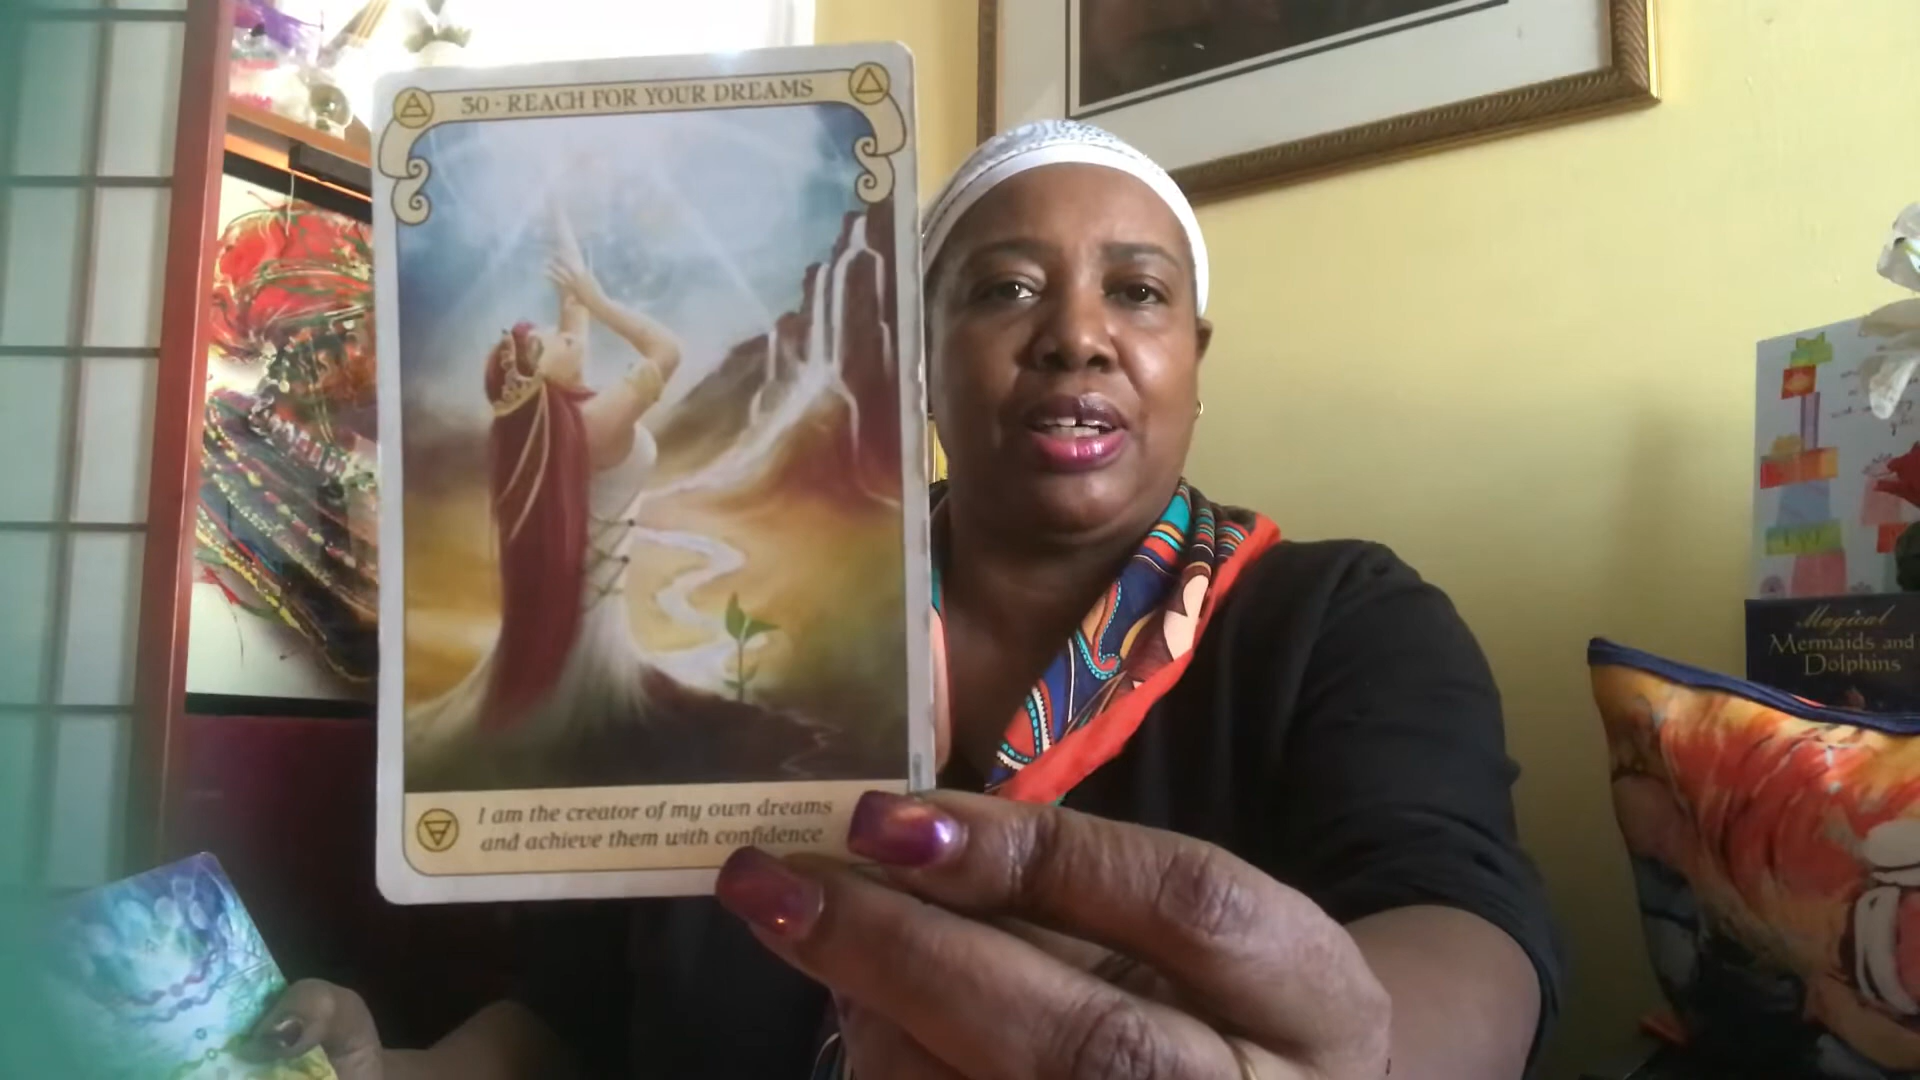 30 · REACH FOR YOUR DREAMS
I am the creator of my own dreams
and achieve them with confidence
Magical
Mermaids and
Dolphins